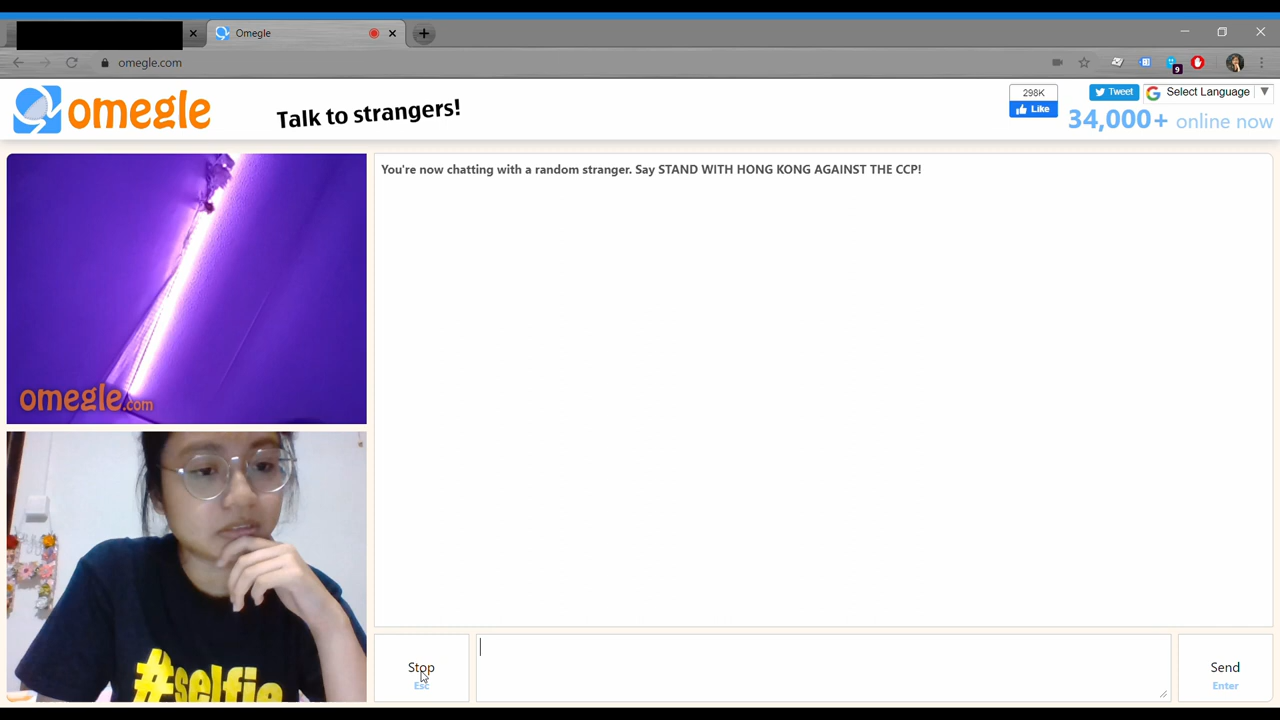 Omegle
omegle.com
9
omegle
Talk to strangers!
298K
Like
Tweet
G Select Language ▼
34,000+ online now
You're now chatting with a random stranger. Say STAND WITH HONG KONG AGAINST THE CCP!
omegle.com
#selfie
Stop
Esc
Send
Enter